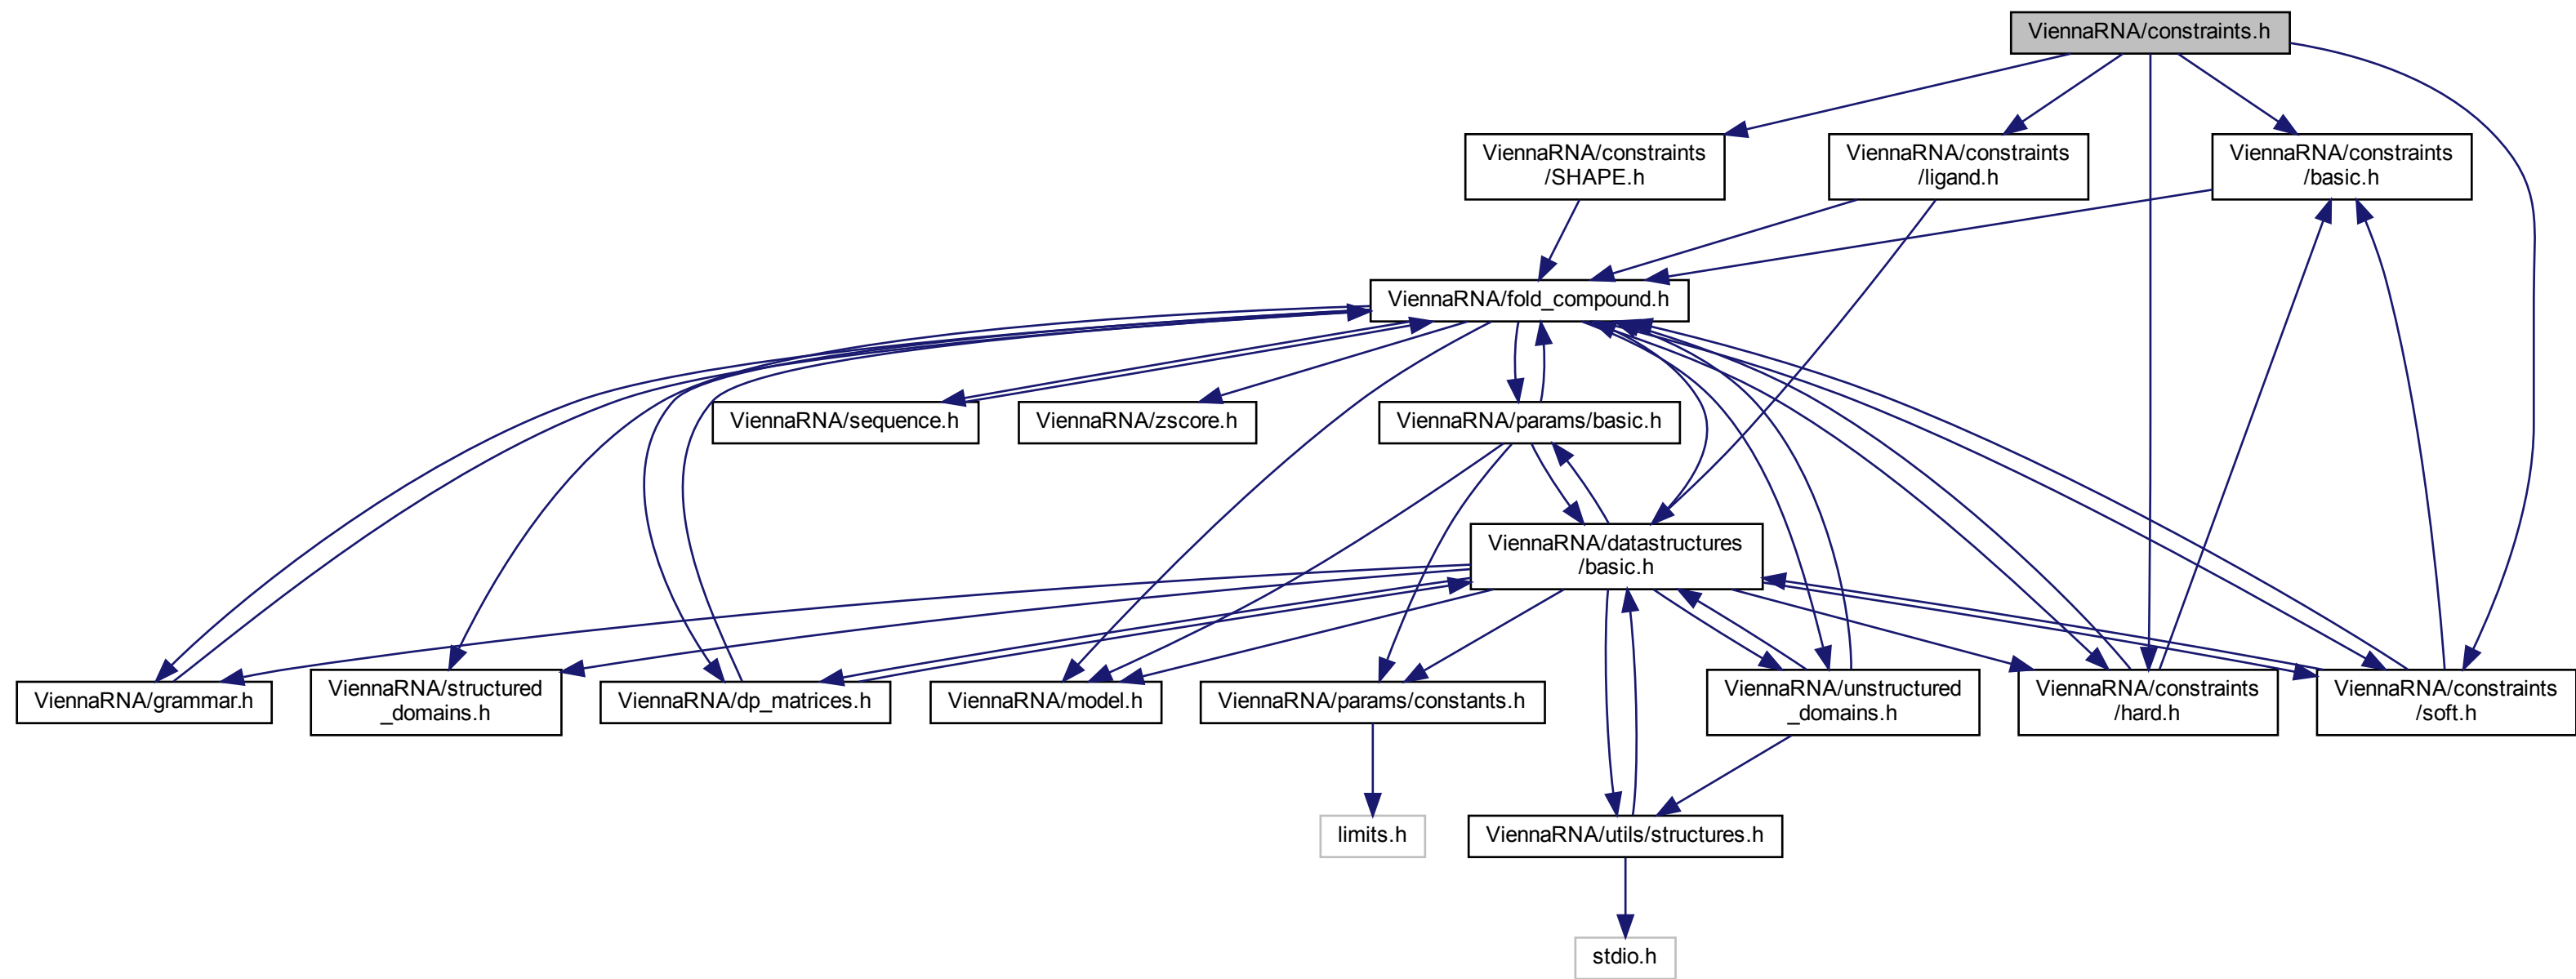 ViennaRNA/constraints.h
ViennaRNA/constraints
/SHAPE.h
ViennaRNA/constraints
/ligand.h
ViennaRNA/constraints
/basic.h
ViennaRNA/fold_compound.h
ViennaRNA/sequence.h
ViennaRNA/zscore.h
ViennaRNA/params/basic.h
ViennaRNA/datastructures
/basic.h
ViennaRNA/grammar.h
ViennaRNA/structured
_domains.h
ViennaRNA/dp_matrices.h
ViennaRNA/model.h
ViennaRNA/params/constants.h
ViennaRNA/unstructured
_domains.h
ViennaRNA/constraints
/hard.h
ViennaRNA/constraints
/soft.h
limits.h
ViennaRNA/utils/structures.h
stdio.h